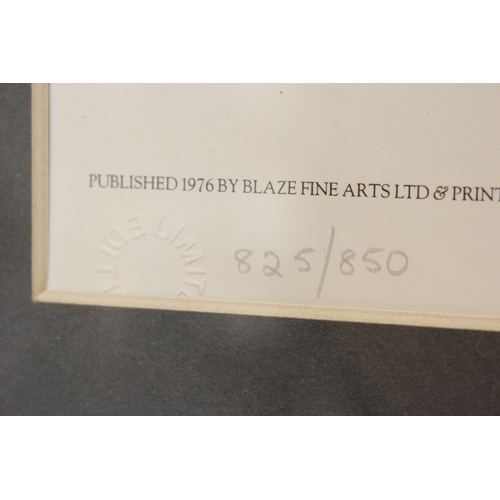 PUBLISHED 1976 BY BLAZE FINE ARTS LTD & PRINT
825/850